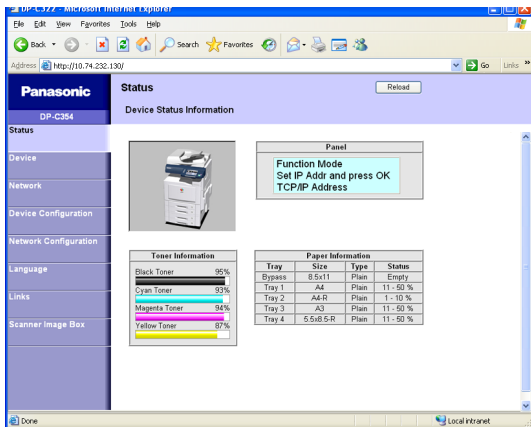 DP-C322 - Microsoft Internet Explorer
File Edit View Favorites Tools Help
Back Search Favorites
Address http://10.74.232.130/ Go Links »
Panasonic
DP-C354
Status
Device
Network
Device Configuration
Network Configuration
Language
Links
Scanner Image Box
Status Reload
Device Status Information
Panel
Function Mode
Set IP Addr and press OK
TCP/IP Address
Toner Information
Black Toner 95%
Cyan Toner 93%
Magenta Toner 94%
Yellow Toner 87%
Paper Information
Tray Size Type Status
Bypass 8.5x11 Plain Empty
Tray 1 A4 Plain 11 - 50 %
Tray 2 A4-R Plain 1 - 10 %
Tray 3 A3 Plain 11 - 50 %
Tray 4 5.5x8.5-R Plain 11 - 50 %
Done Local intranet